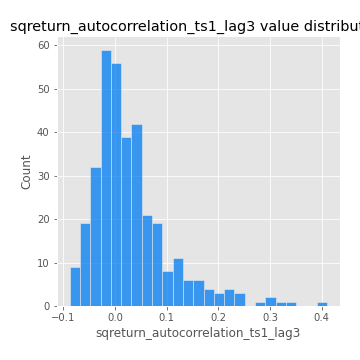 sqreturn_autocorrelation_ts1_lag3 value distribut
60
50
40
30
20
10
0
Count
-0.1 0.0 0.1 0.2 0.3 0.4
sqreturn_autocorrelation_ts1_lag3